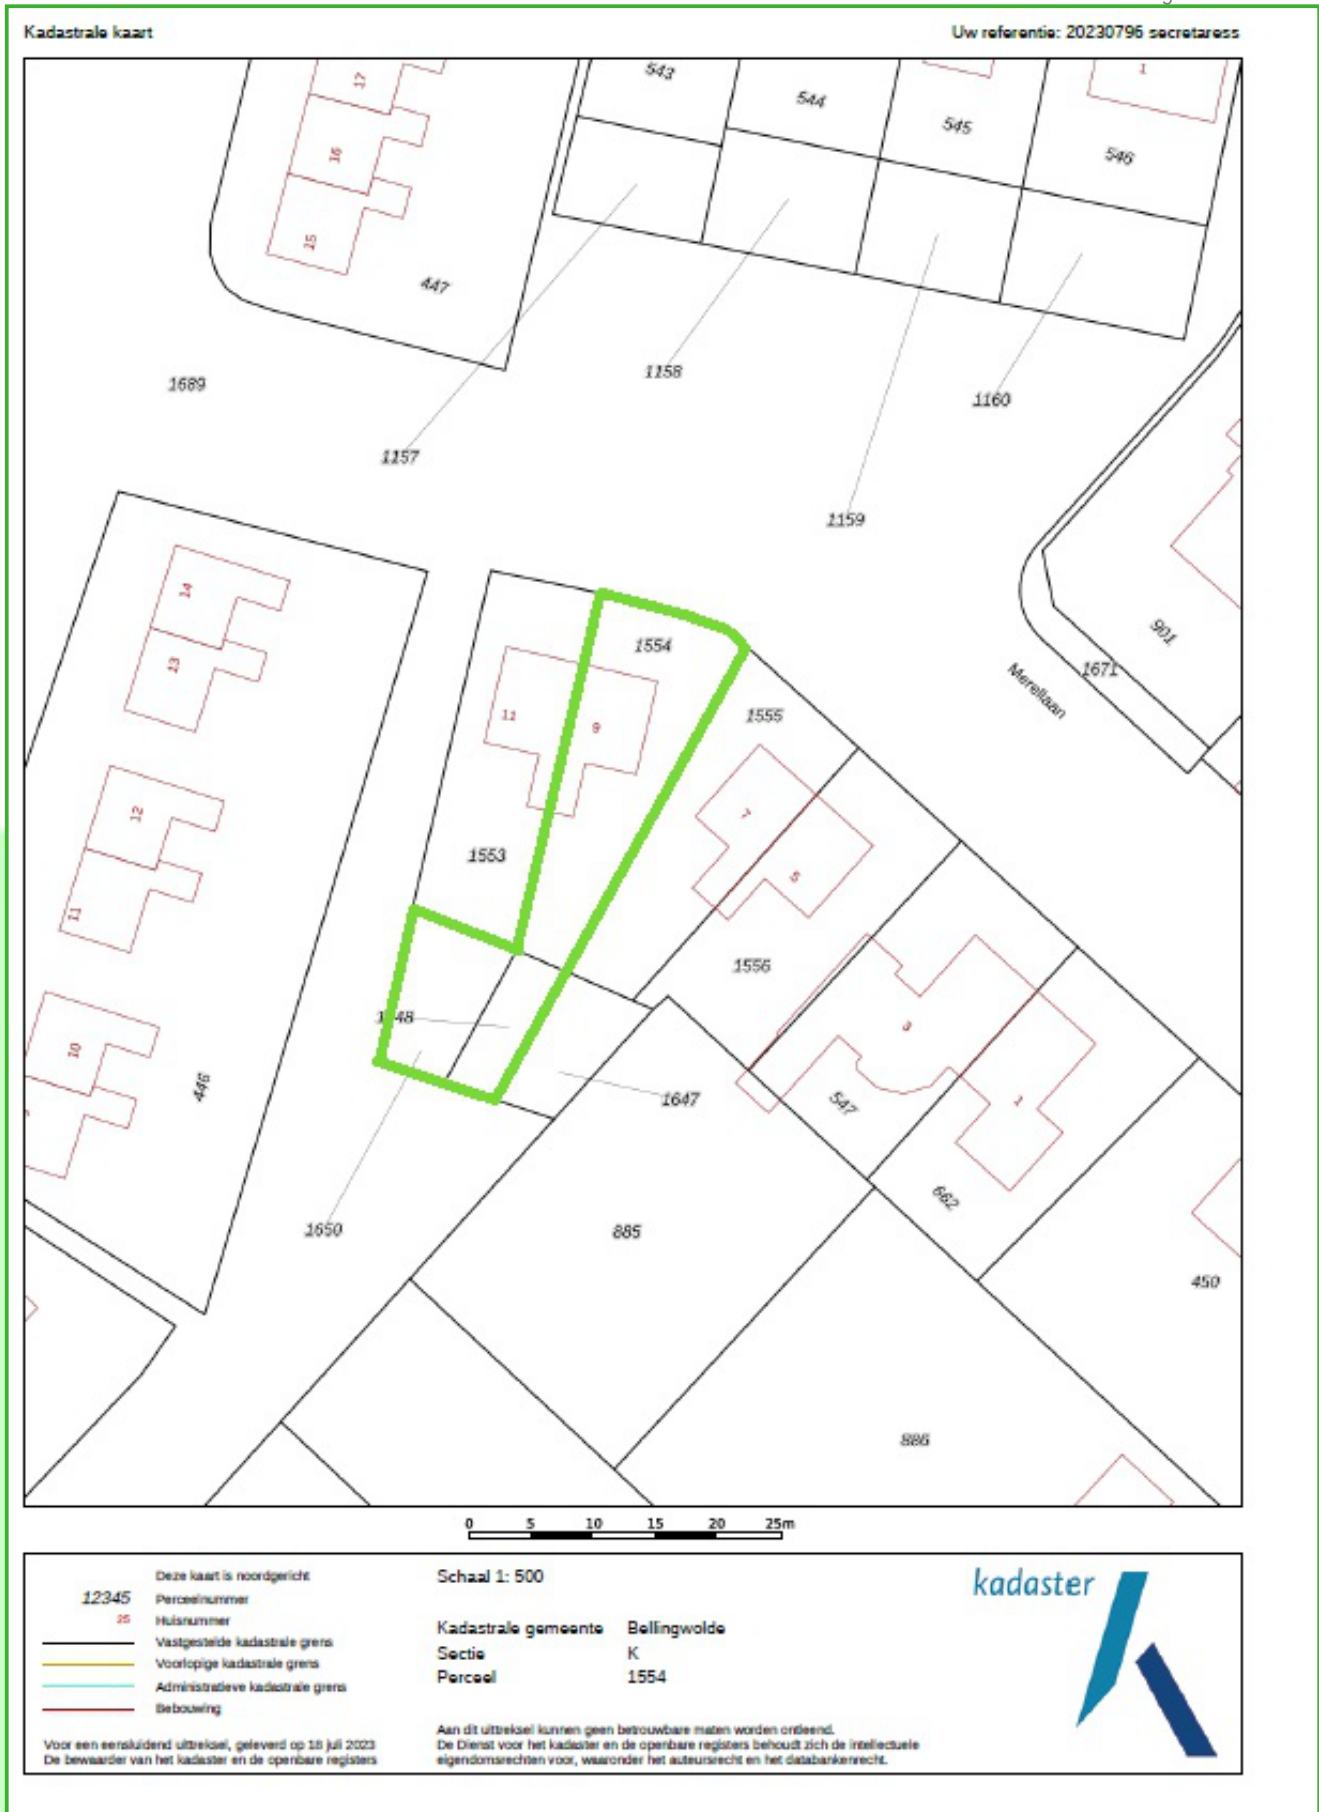 Kadastrale kaart
Uw referentie: 20230796 secretaress
17
543
544
545
1
16
546
15
447
1689
1158
1160
1157
1159
14
1554
901
13
1671
Merellaan
11
9
1555
12
7
1553
5
11
1556
48
3
10
446
1647
547
1
662
1650
885
450
886
0 5 10 15 20 25m
Deze kaart is noordgericht
12345 Perceelnummer
25 Huisnummer
Vastgestelde kadastrale grens
Voorlopige kadastrale grens
Administratieve kadastrale grens
Bebouwing
Voor een eensluidend uittreksel, geleverd op 18 juli 2023
De bewaarder van het kadaster en de openbare registers
Schaal 1: 500
Kadastrale gemeente Bellingwolde
Sectie K
Perceel 1554
Aan dit uittreksel kunnen geen betrouwbare maten worden ontleend.
De Dienst voor het kadaster en de openbare registers behoudt zich de intellectuele
eigendomsrechten voor, waaronder het auteursrecht en het databankenrecht.
kadaster